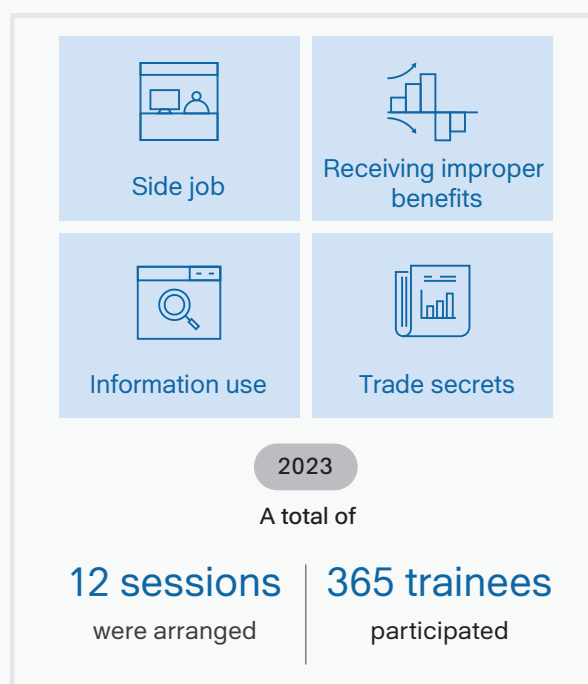 Side job
Receiving improper
benefits
Information use
Trade secrets
2023
A total of
12 sessions
were arranged
365 trainees
participated